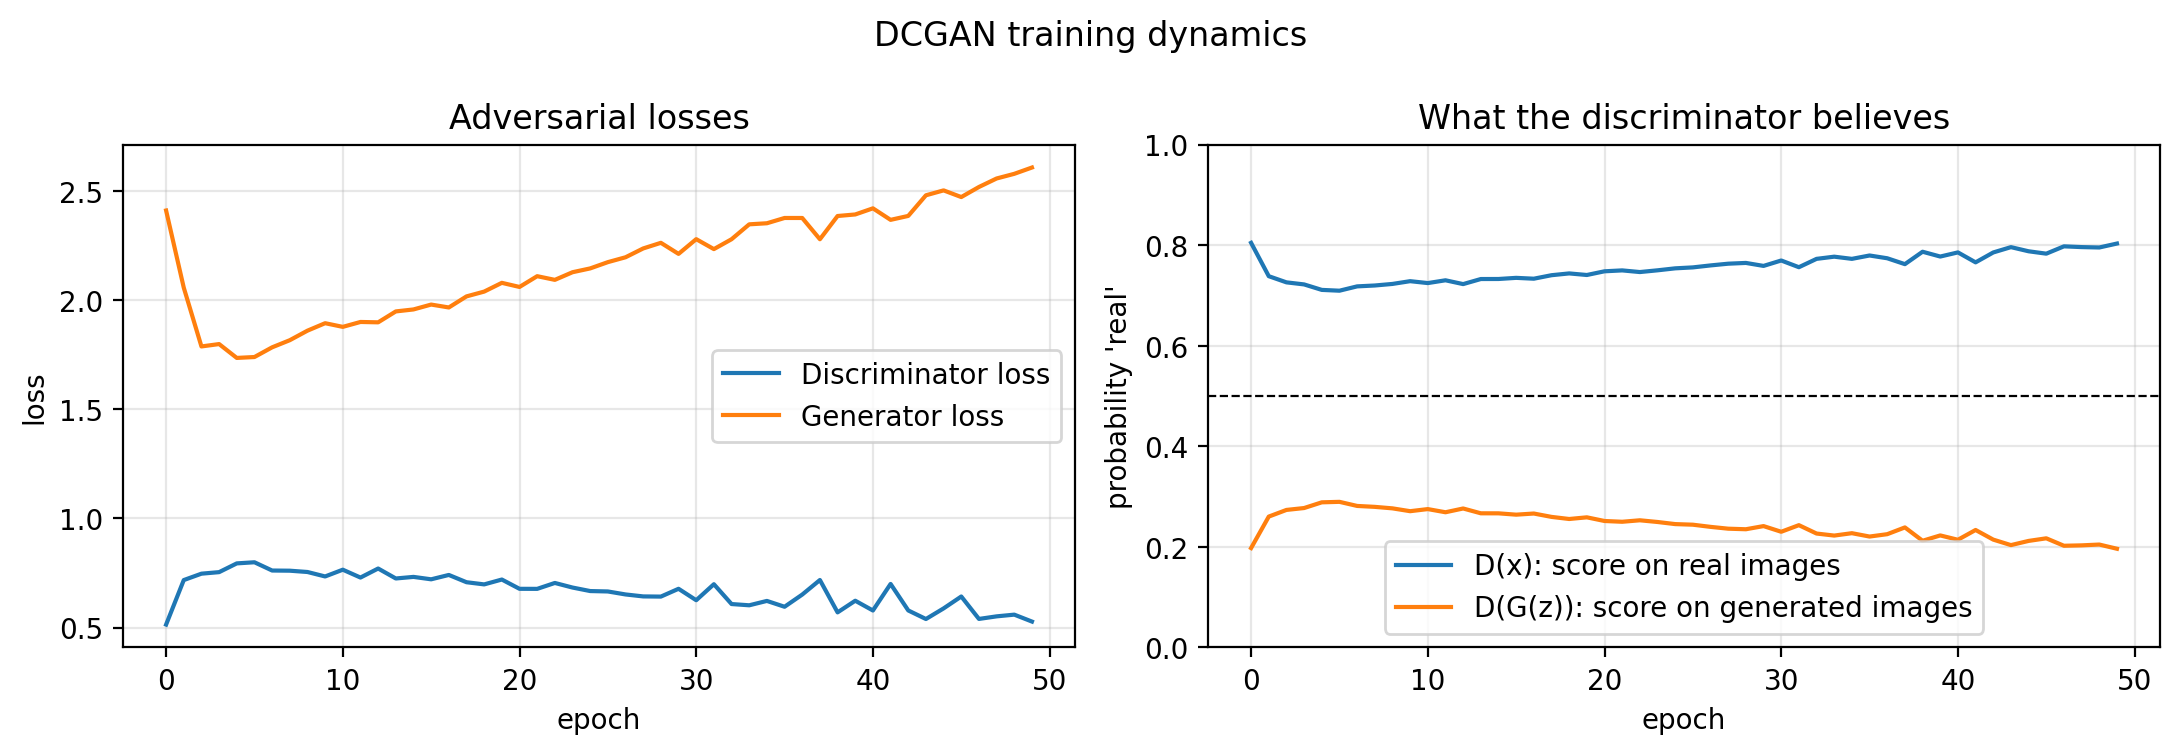 DCGAN training dynamics
Adversarial losses
2.5
2.0
1.5
1.0
0.5
loss
0 10 20 30 40 50
epoch
Discriminator loss
Generator loss
What the discriminator believes
1.0
0.8
0.6
0.4
0.2
0.0
probability 'real'
0 10 20 30 40 50
epoch
D(x): score on real images
D(G(z)): score on generated images